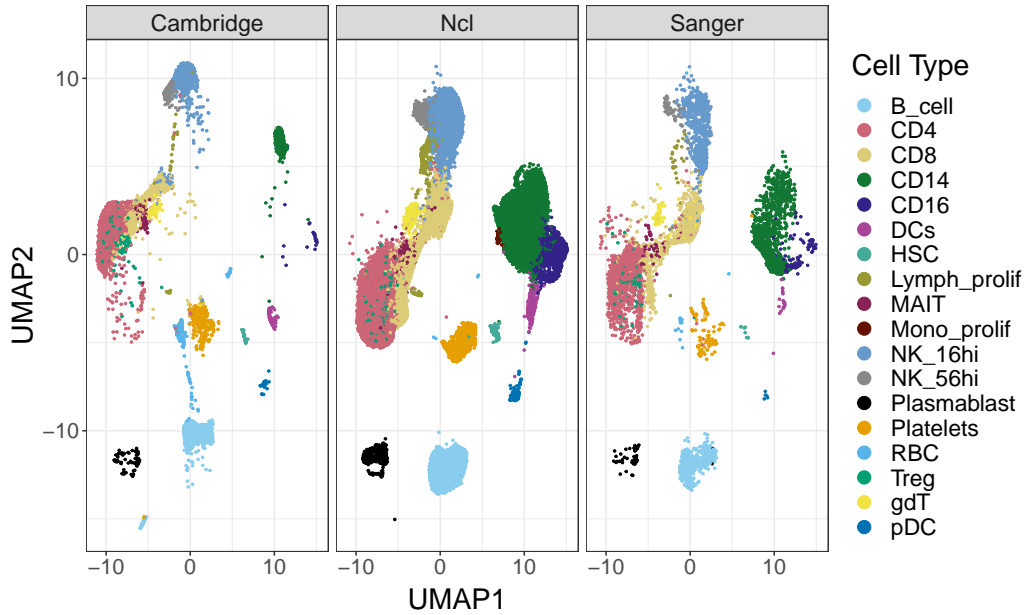 Cambridge
Ncl
Sanger
UMAP2
10
0
−10
−10
0
10
−10
0
10
−10
0
10
UMAP1
Cell Type
B_cell
CD4
CD8
CD14
CD16
DCs
HSC
Lymph_prolif
MAIT
Mono_prolif
NK_16hi
NK_56hi
Plasmablast
Platelets
RBC
Treg
gdT
pDC